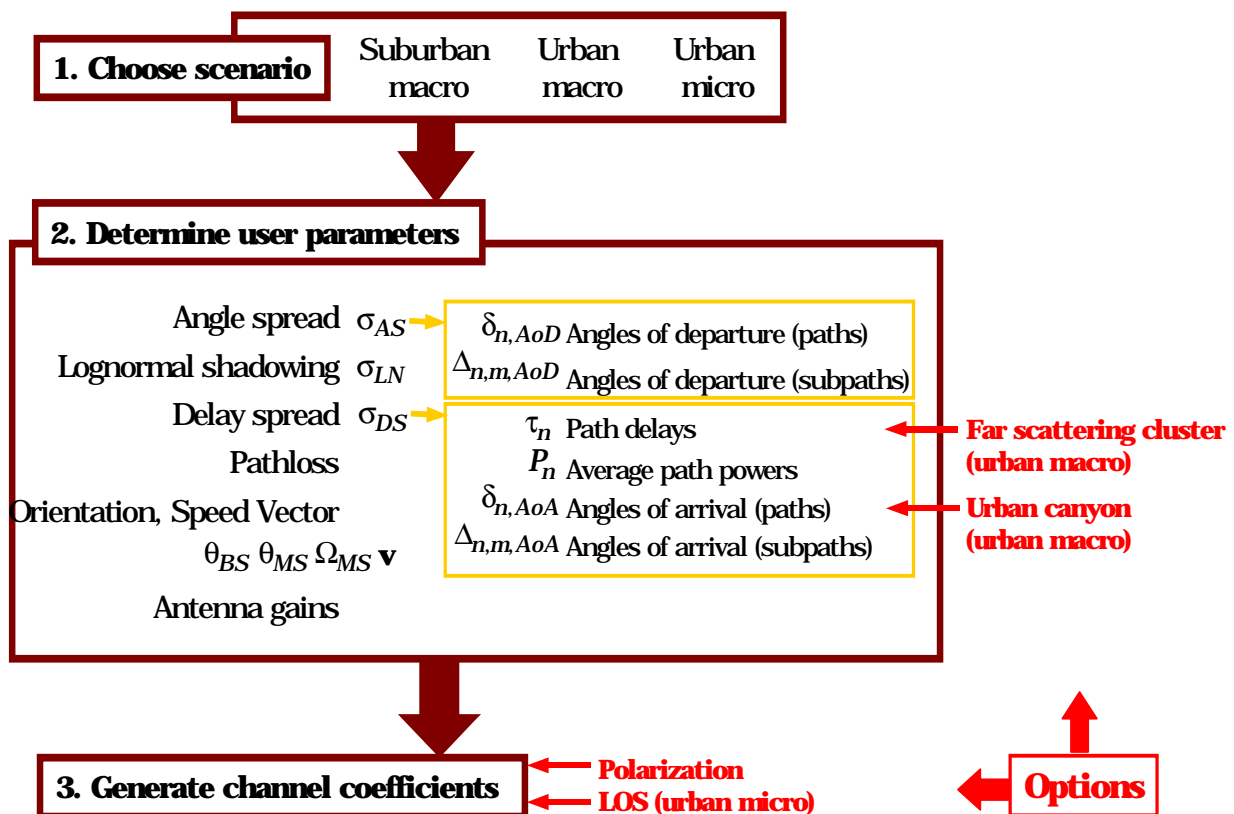 1. Choose scenario
Suburban macro
Urban macro
Urban micro
2. Determine user parameters
Angle spread σAS
Lognormal shadowing σLN
Delay spread σDS
Pathloss
Orientation, Speed Vector
θBS θMS ΩMS v
Antenna gains
δn, AoD Angles of departure (paths)
Δn,m, AoD Angles of departure (subpaths)
τn Path delays
Pn Average path powers
δn, AoA Angles of arrival (paths)
Δn,m, AoA Angles of arrival (subpaths)
Far scattering cluster
(urban macro)
Urban canyon
(urban macro)
3. Generate channel coefficients
Polarization
LOS (urban micro)
Options